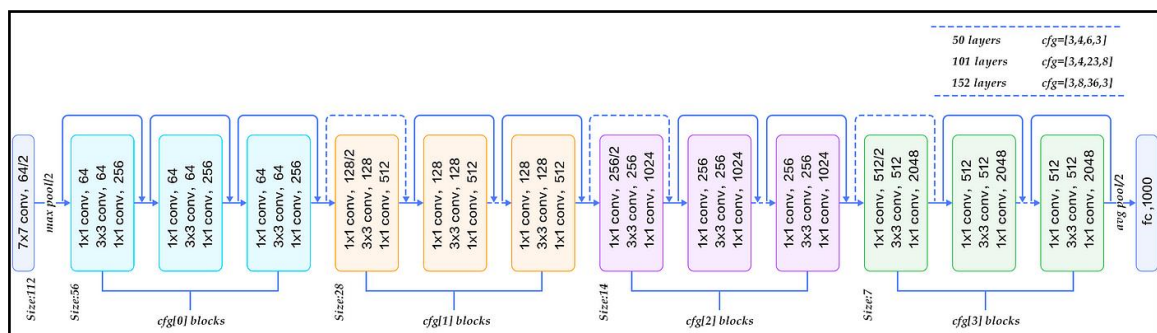 50 layers cfg=[3,4,6,3]
101 layers cfg=[3,4,23,8]
152 layers cfg=[3,8,36,3]
7×7 conv, 64/2
max pool/2
1x1 conv, 64
3x3 conv, 64
1x1 conv, 256
1x1 conv, 64
3x3 conv, 64
1x1 conv, 256
1x1 conv, 64
3x3 conv, 64
1x1 conv, 256
1x1 conv, 128/2
3x3 conv, 128
1x1 conv, 512
1x1 conv, 128
3x3 conv, 128
1x1 conv, 512
1x1 conv, 128
3x3 conv, 128
1x1 conv, 512
1x1 conv, 256/2
3x3 conv, 256
1x1 conv, 1024
1x1 conv, 256
3x3 conv, 256
1x1 conv, 1024
1x1 conv, 256
3x3 conv, 256
1x1 conv, 1024
1x1 conv, 512/2
3x3 conv, 512
1x1 conv, 2048
1x1 conv, 512
3x3 conv, 512
1x1 conv, 2048
1x1 conv, 512
3x3 conv, 512
1x1 conv, 2048
avg pool/2
fc ,1000
Size:112
Size:56
cfg[0] blocks
Size:28
cfg[1] blocks
Size:14
cfg[2] blocks
Size:7
cfg[3] blocks